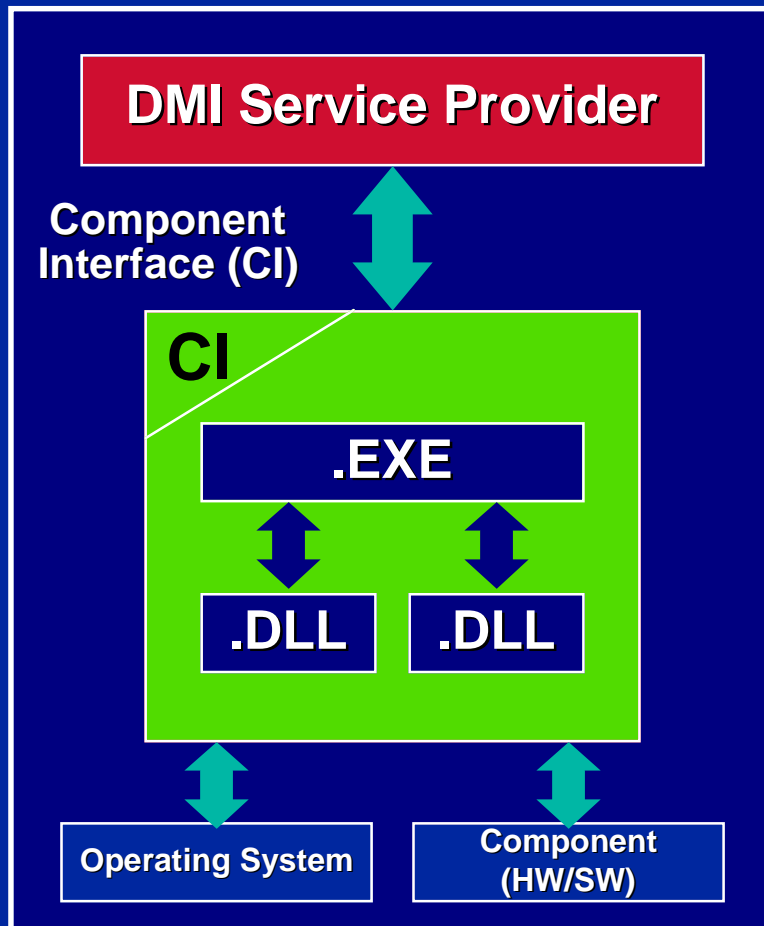 DMI Service Provider
Component
Interface (CI)
CI
.EXE
.DLL
.DLL
Operating System
Component
(HW/SW)